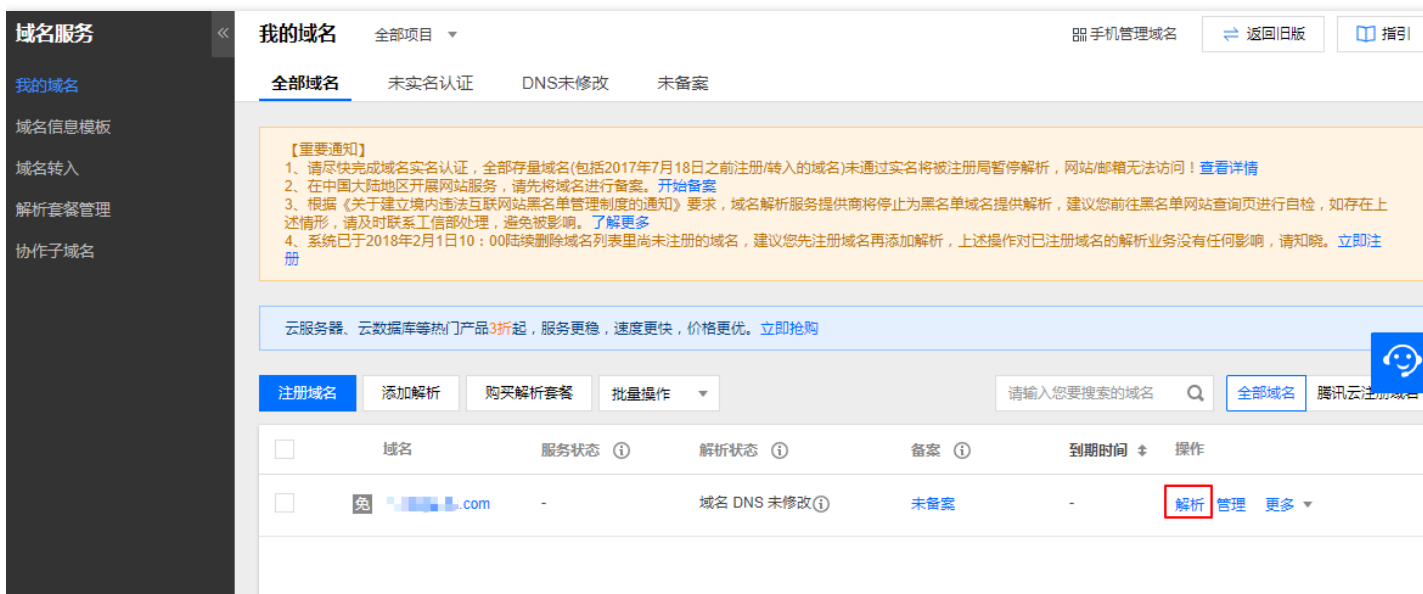 域名服务
我的域名
域名信息模板
域名转入
解析套餐管理
协作子域名
我的域名 全部项目 手机管理域名 返回旧版 指引
全部域名 未实名认证 DNS未修改 未备案
【重要通知】
1、请尽快完成域名实名认证，全部存量域名(包括2017年7月18日之前注册/转入的域名)未通过实名将被注册局暂停解析，网站/邮箱无法访问！查看详情
2、在中国大陆地区开展网站服务，请先将域名进行备案。开始备案
3、根据《关于建立境内违法互联网站黑名单管理制度的通知》要求，域名解析服务提供商将停止为黑名单域名提供解析，建议您前往黑名单网站查询页进行自检，如存在上
述情形，请及时联系工信部处理，避免被影响。了解更多
4、系统已于2018年2月1日10：00陆续删除域名列表里尚未注册的域名，建议您先注册域名再添加解析，上述操作对已注册域名的解析业务没有任何影响，请知晓。立即注
册
云服务器、云数据库等热门产品3折起，服务更稳，速度更快，价格更优。立即抢购
注册域名 添加解析 购买解析套餐 批量操作 请输入您要搜索的域名 全部域名 腾讯云注册域名
域名 服务状态 解析状态 备案 到期时间 操作
免 .com - 域名 DNS 未修改 未备案 - 解析 管理 更多